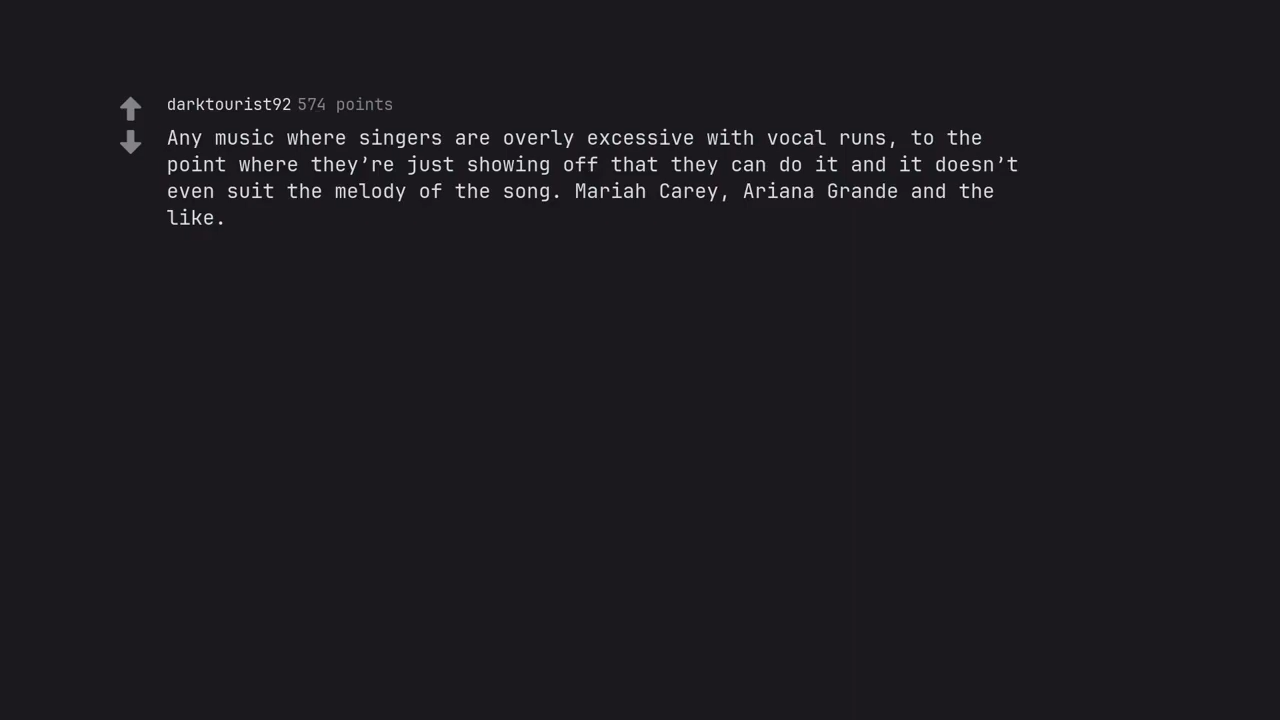 darktourist92 574 points
Any music where singers are overly excessive with vocal runs, to the
point where they’re just showing off that they can do it and it doesn’t
even suit the melody of the song. Mariah Carey, Ariana Grande and the
like.